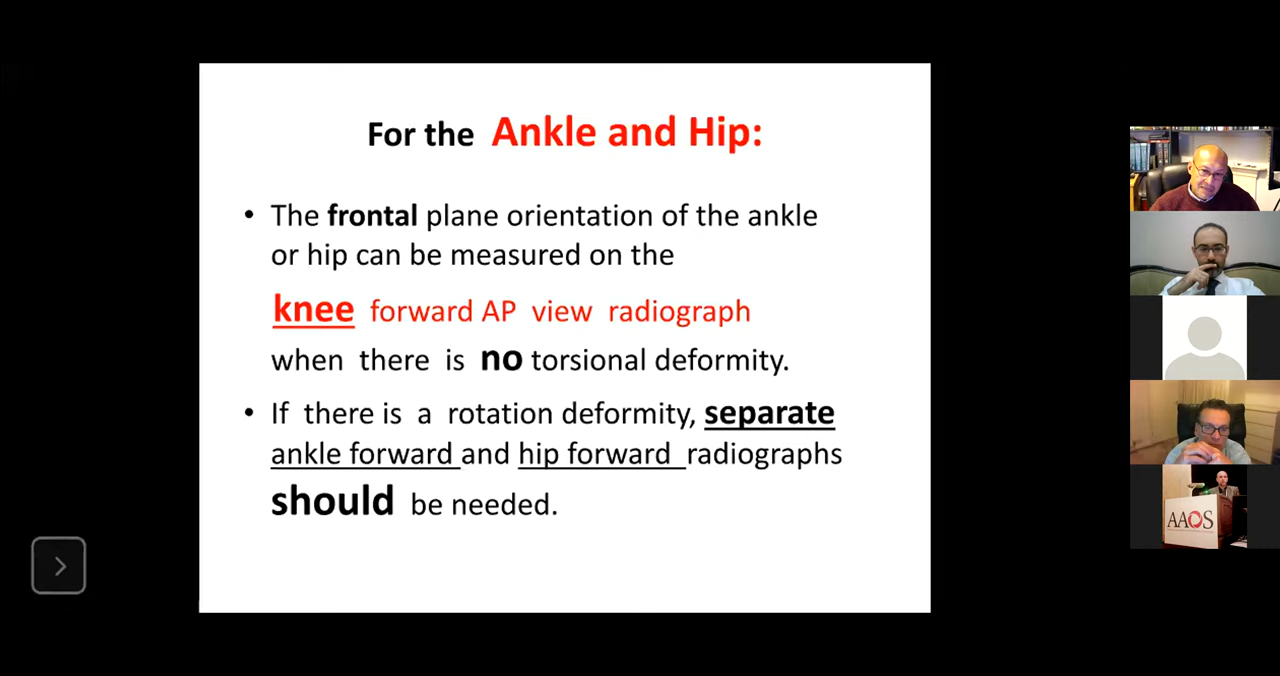 For the Ankle and Hip:
• The frontal plane orientation of the ankle
or hip can be measured on the
knee forward AP view radiograph
when there is no torsional deformity.
• If there is a rotation deformity, separate
ankle forward and hip forward radiographs
should be needed.
AAOS